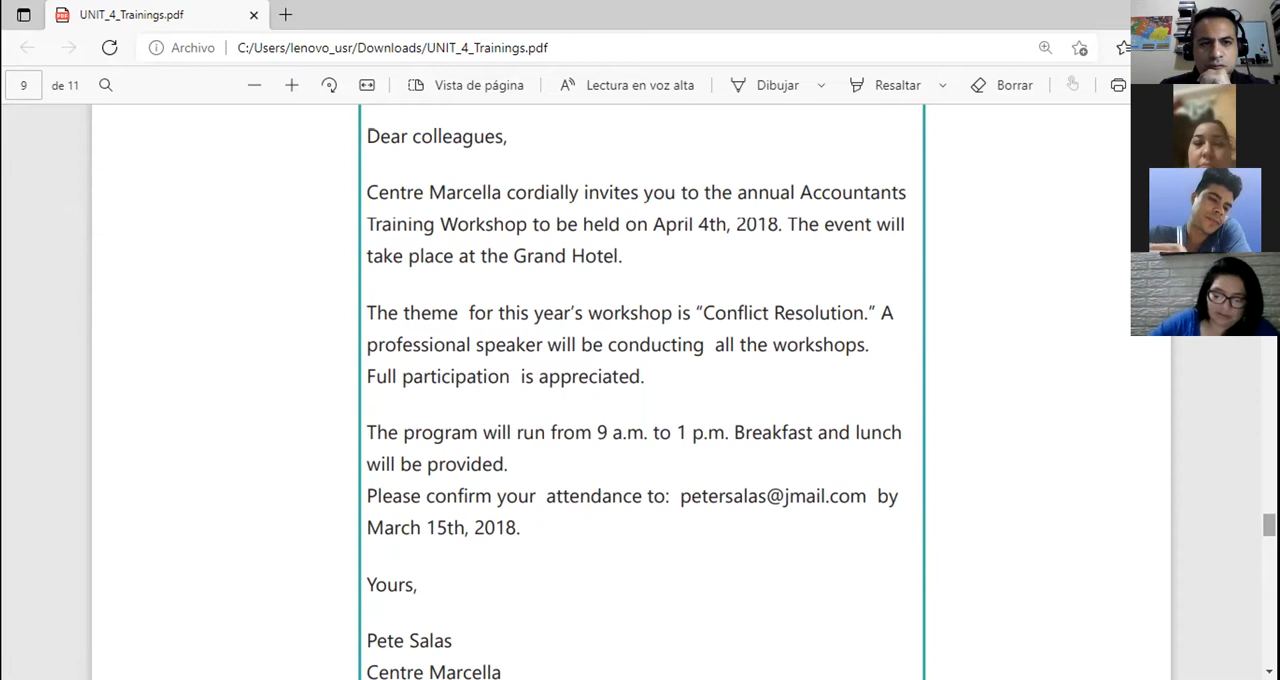 UNIT_4_Trainings.pdf
Archivo
C:/Users/lenovo_usr/Downloads/UNIT_4_Trainings.pdf
9 de 11
Vista de página
Lectura en voz alta
Dibujar
Resaltar
Borrar
Dear colleagues,
Centre Marcella cordially invites you to the annual Accountants
Training Workshop to be held on April 4th, 2018. The event will
take place at the Grand Hotel.
The theme for this year’s workshop is “Conflict Resolution.” A
professional speaker will be conducting all the workshops.
Full participation is appreciated.
The program will run from 9 a.m. to 1 p.m. Breakfast and lunch
will be provided.
Please confirm your attendance to: petersalas@jmail.com by
March 15th, 2018.
Yours,
Pete Salas
Centre Marcella